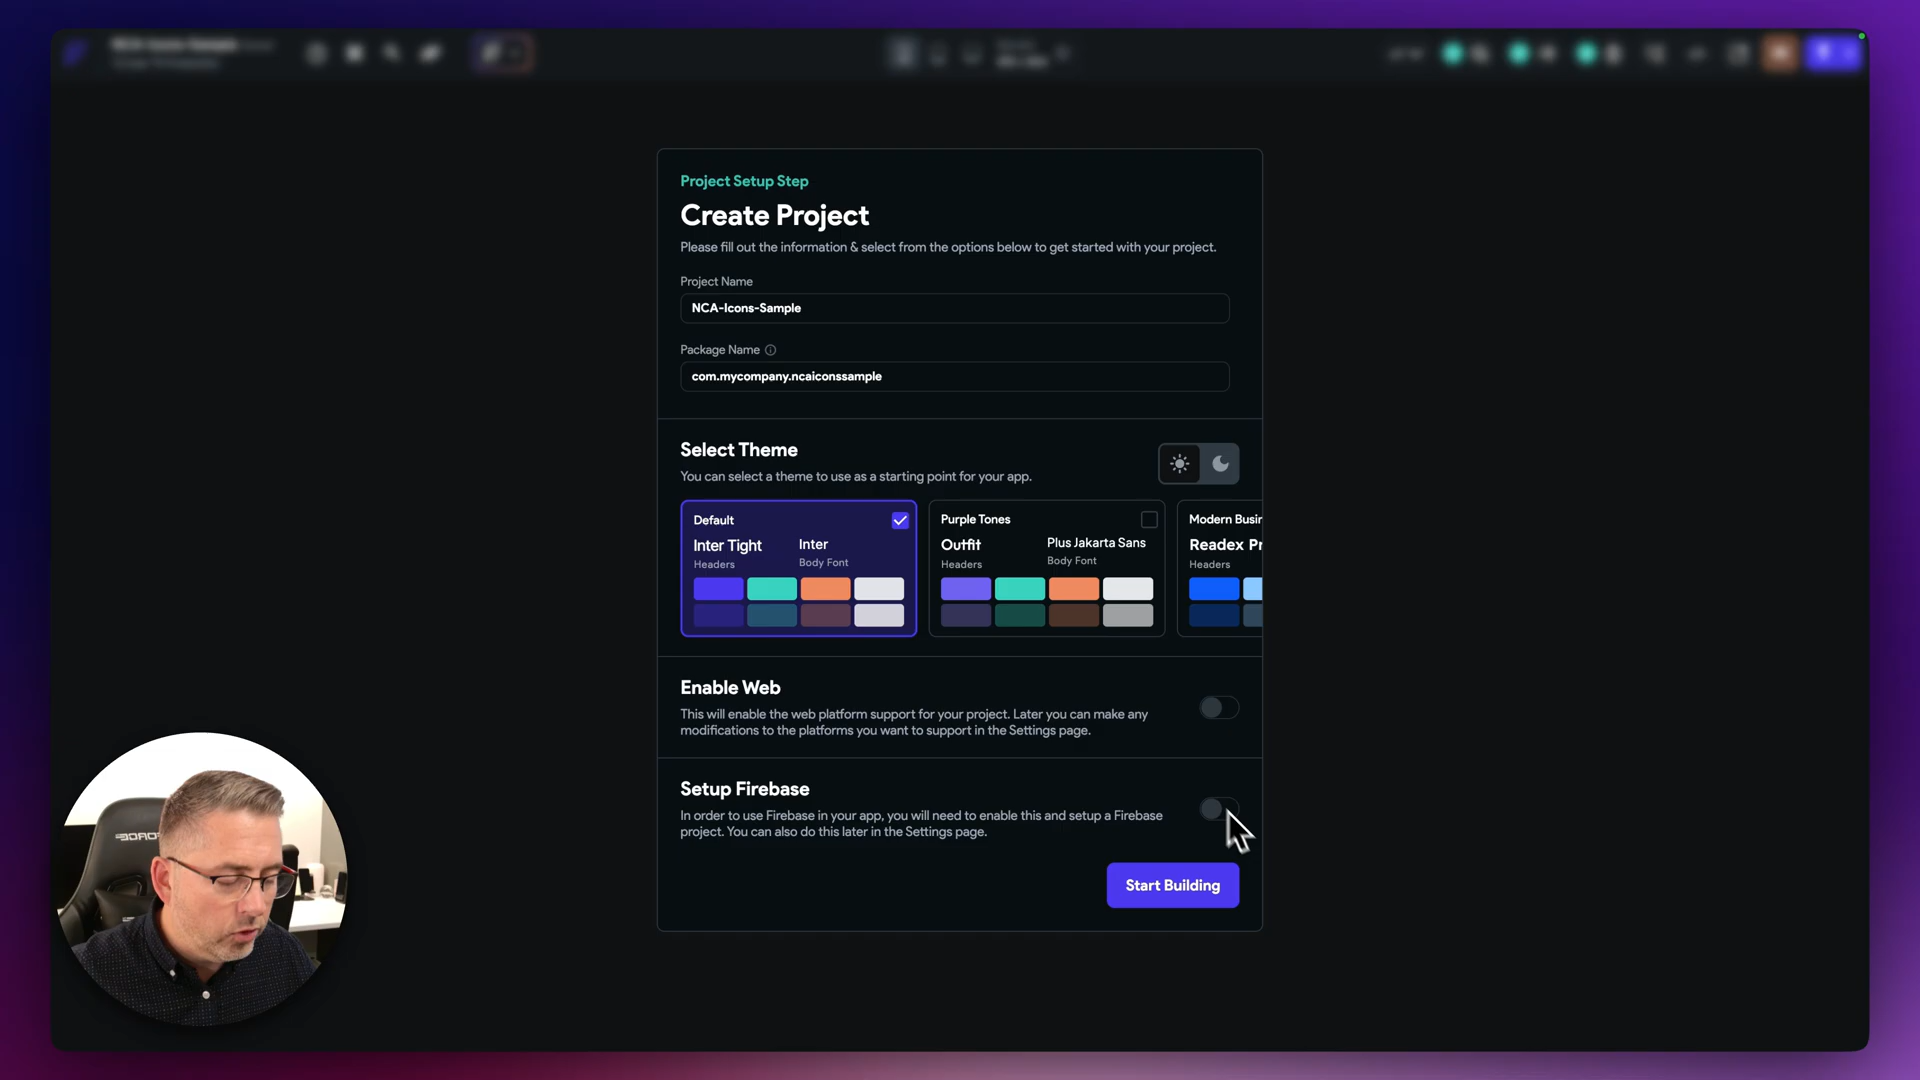 Project Setup Step
Create Project
Please fill out the information & select from the options below to get started with your project.
Project Name
NCA-Icons-Sample
Package Name
com.mycompany.ncaiconssample
Select Theme
You can select a theme to use as a starting point for your app.
Default
Inter Tight
Headers
Inter
Body Font
Purple Tones
Outfit
Headers
Plus Jakarta Sans
Body Font
Modern Busin
Readex Pr
Headers
Enable Web
This will enable the web platform support for your project. Later you can make any
modifications to the platforms you want to support in the Settings page.
Setup Firebase
In order to use Firebase in your app, you will need to enable this and setup a Firebase
project. You can also do this later in the Settings page.
Start Building